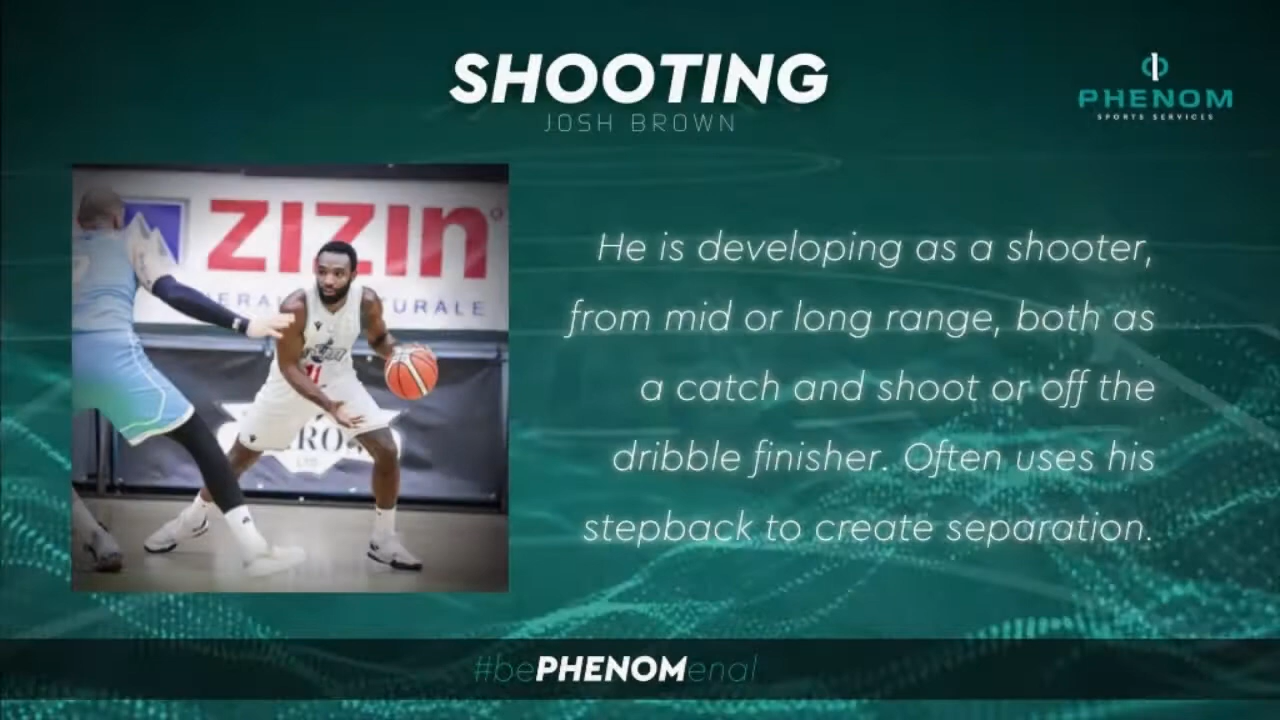 SHOOTING
JOSH BROWN
PHENOM
SPORTS SERVICES
ZIZIN
He is developing as a shooter,
from mid or long range, both as
a catch and shoot or off the
dribble finisher. Often uses his
stepback to create separation.
11
#bePHENOMenal